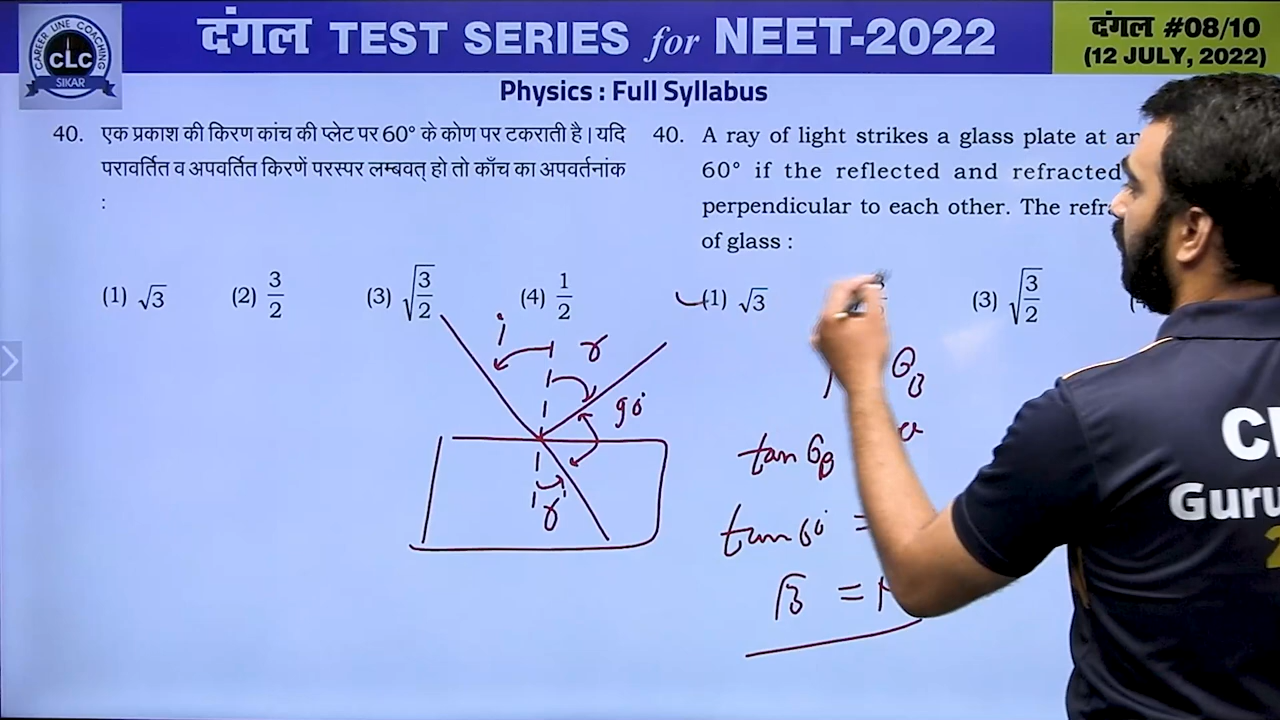 दंगल TEST SERIES for NEET-2022
दंगल #08/10
(12 JULY, 2022)
CAREER LINE COACHING
CLC
SIKAR
Physics : Full Syllabus
40. एक प्रकाश की किरण कांच की प्लेट पर 60° के कोण पर टकराती है। यदि
परावर्तित व अपवर्तित किरणें परस्पर लम्बवत् हो तो काँच का अपवर्तनांक
:
(1) √3 (2) 3/2 (3) √(3/2) (4) 1/2
40. A ray of light strikes a glass plate at an
60° if the reflected and refracted
perpendicular to each other. The
of glass :
(1) √3 (3) √(3/2)
i
r
90°
r
θB
tan θB
tan 60° =
√3 =
Guru